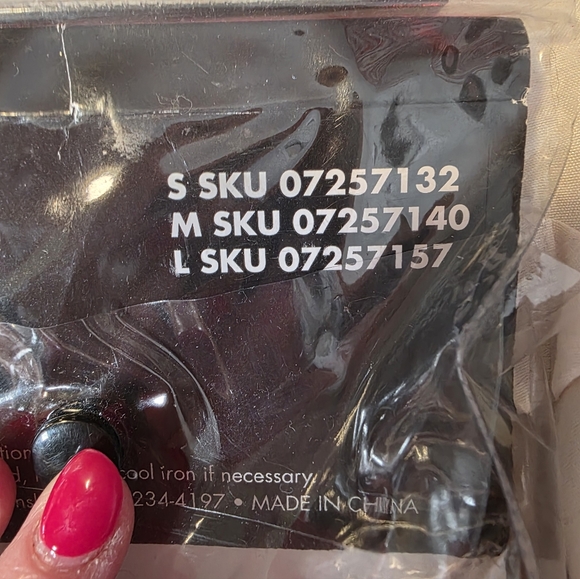 S SKU 07257132
M SKU 07257140
L SKU 07257157
cool iron if necessary.
234-4197 • MADE IN CHINA